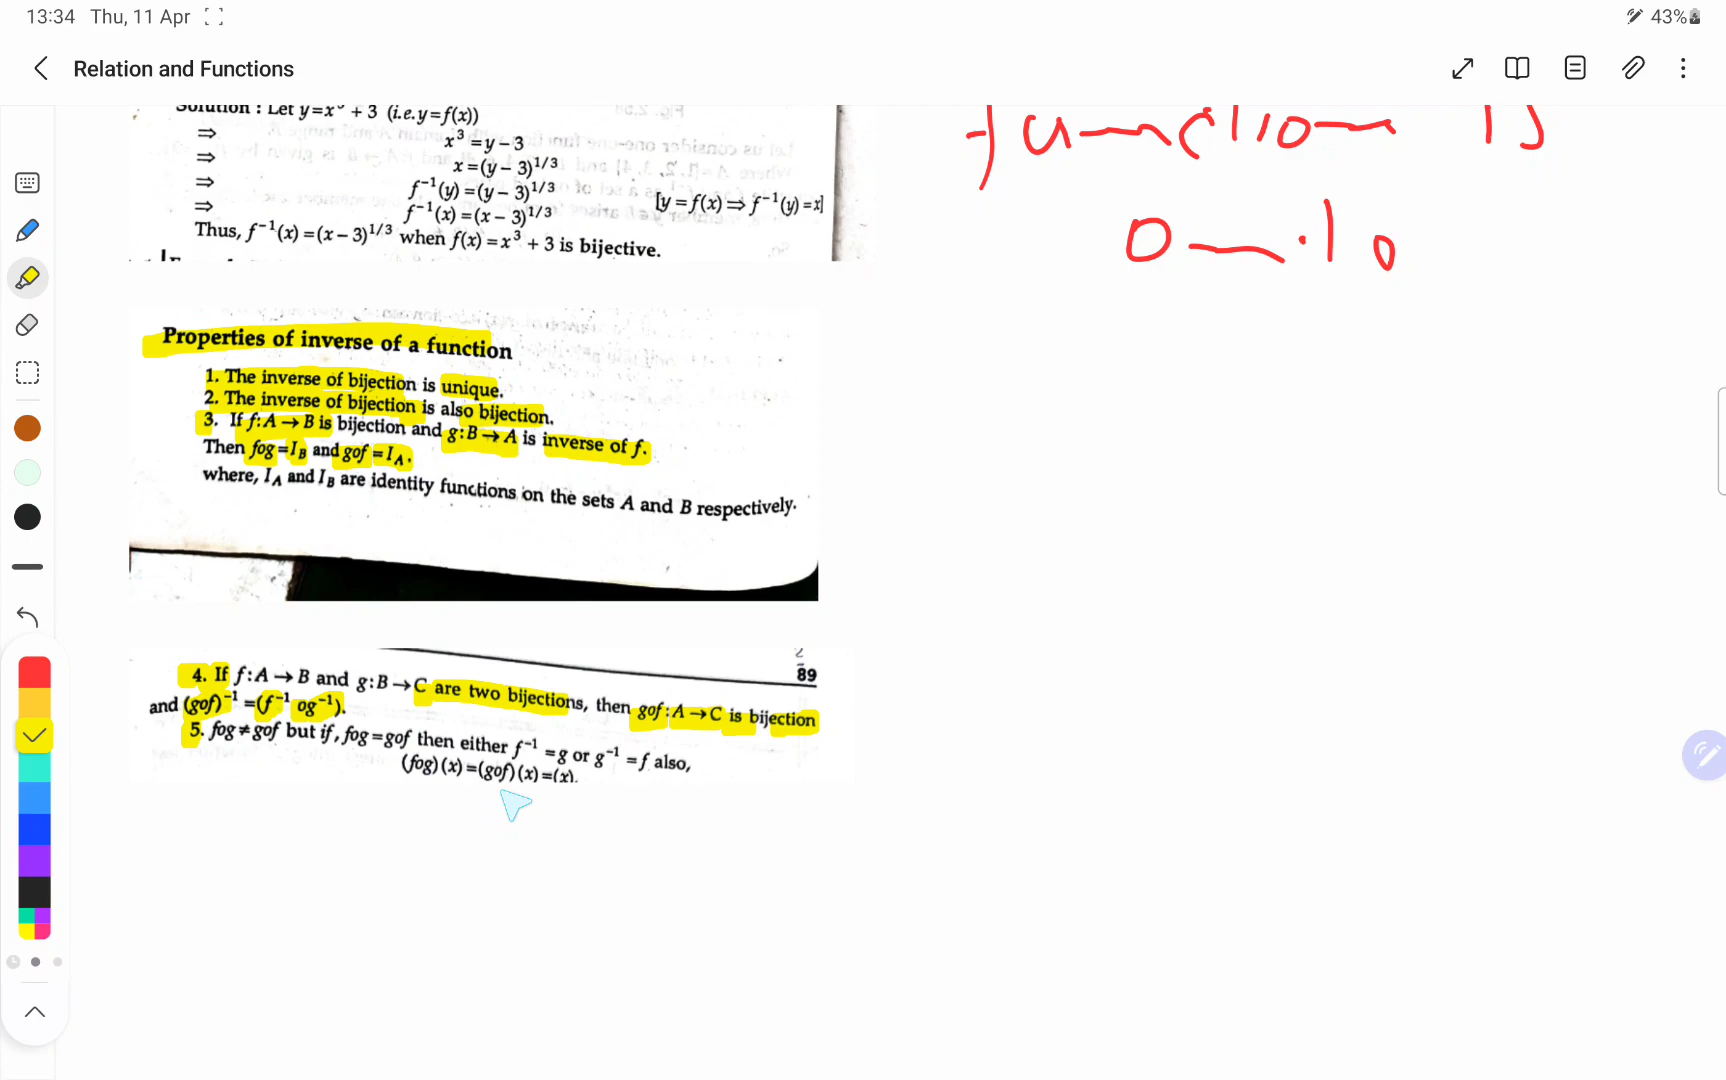 13:34 Thu, 11 Apr
43%
Relation and Functions
Solution : Let y=x³ + 3 (i.e. y=f(x))
⇒ x³ = y – 3
⇒ x = (y – 3)^1/3
⇒ f⁻¹(y) = (y – 3)^1/3
[y = f(x) ⇒ f⁻¹(y) = x]
⇒ f⁻¹(x) = (x – 3)^1/3
Thus, f⁻¹(x) = (x – 3)^1/3 when f(x) = x³ + 3 is bijective.
function is
onto
Properties of inverse of a function
1. The inverse of bijection is unique.
2. The inverse of bijection is also bijection.
3. If f : A → B is bijection and g : B → A is inverse of f.
Then fog = I_B and gof = I_A.
where, I_A and I_B are identity functions on the sets A and B respectively.
89
4. If f : A → B and g : B → C are two bijections, then gof : A → C is bijection
and (gof)⁻¹ = (f⁻¹ og⁻¹).
5. fog ≠ gof but if, fog = gof then either f⁻¹ = g or g⁻¹ = f also,
(fog) (x) = (gof) (x) = (x).